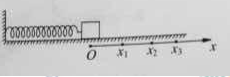 O x₁ x₂ x₃ x